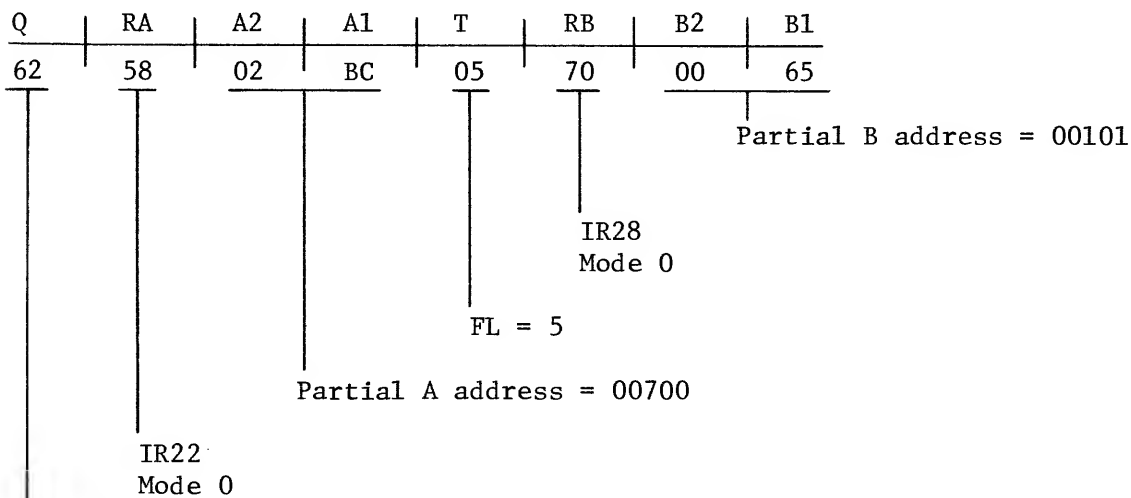 Q RA A2 A1 T RB B2 B1
62 58 02 BC 05 70 00 65
Partial B address = 00101
IR28
Mode 0
FL = 5
Partial A address = 00700
IR22
Mode 0